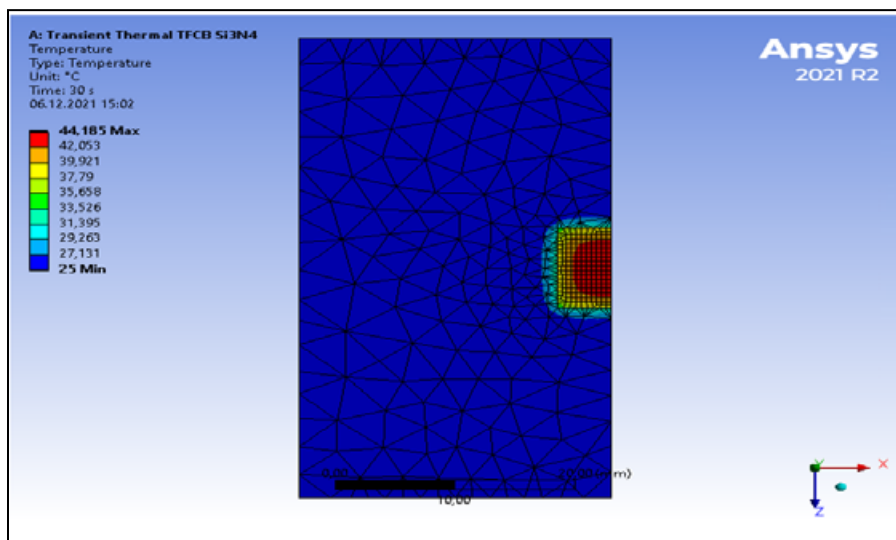 A: Transient Thermal TFCB Si3N4
Temperature
Type: Temperature
Unit: °C
Time: 30 s
06.12.2021 15:02
44,185 Max
42,053
39,921
37,79
35,658
33,526
31,395
29,263
27,131
25 Min
Ansys
2021 R2
0,00
20,00 (mm)
10,00
Y
X
Z